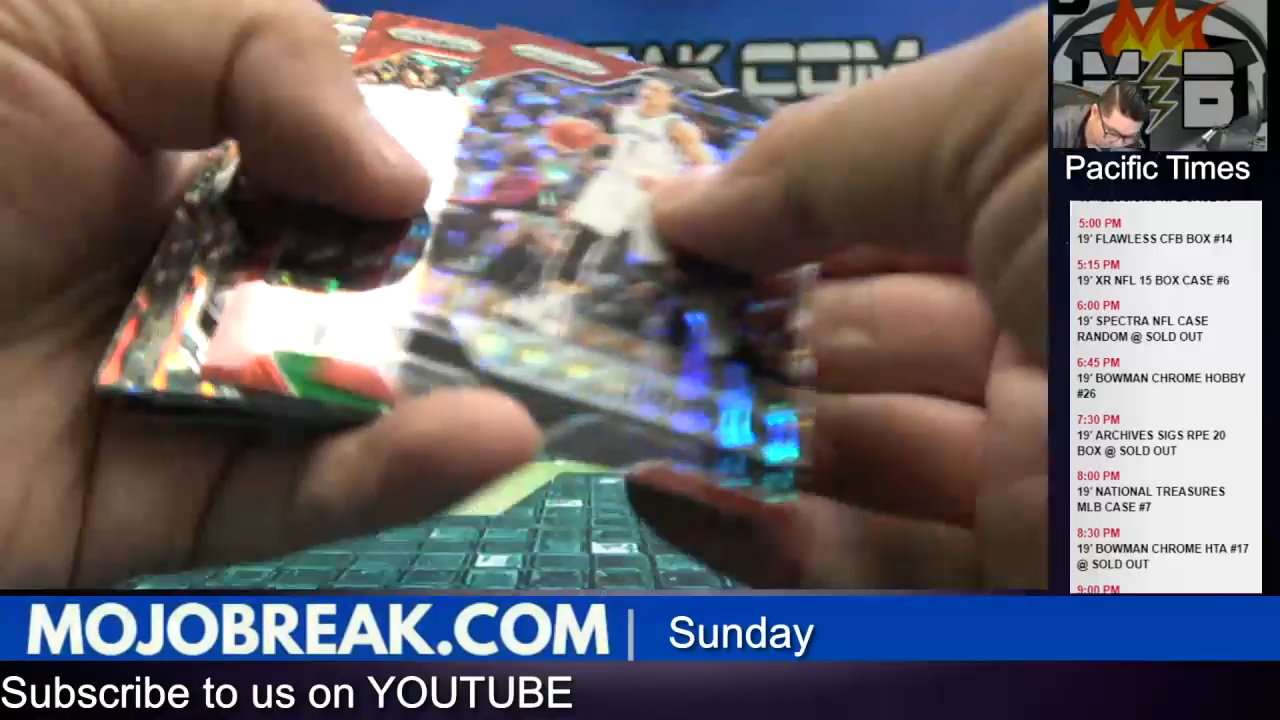 EAK.COM
M B
Pacific Times
5:00 PM
19' FLAWLESS CFB BOX #14
5:15 PM
19' XR NFL 15 BOX CASE #6
6:00 PM
19' SPECTRA NFL CASE
RANDOM @ SOLD OUT
6:45 PM
19' BOWMAN CHROME HOBBY
#26
7:30 PM
19' ARCHIVES SIGS RPE 20
BOX @ SOLD OUT
8:00 PM
19' NATIONAL TREASURES
MLB CASE #7
8:30 PM
19' BOWMAN CHROME HTA #17
@ SOLD OUT
9:00 PM
MOJOBREAK.COM | Sunday
Subscribe to us on YOUTUBE